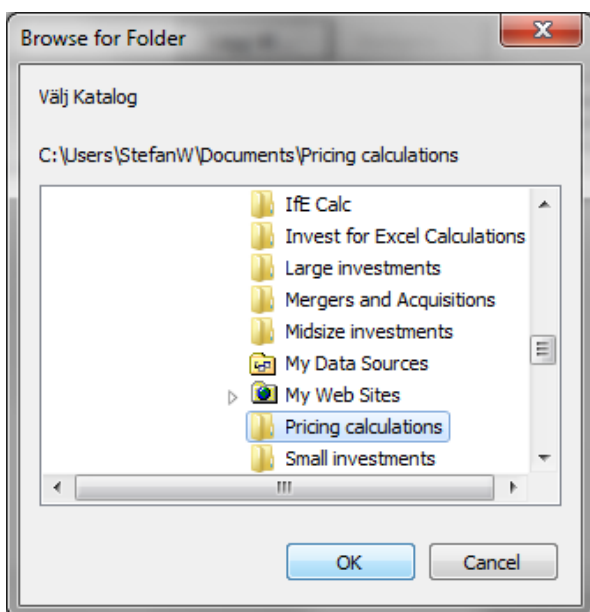 Browse for Folder
Välj Katalog
C:\Users\StefanW\Documents\Pricing calculations
IfE Calc
Invest for Excel Calculations
Large investments
Mergers and Acquisitions
Midsize investments
My Data Sources
My Web Sites
Pricing calculations
Small investments
OK Cancel